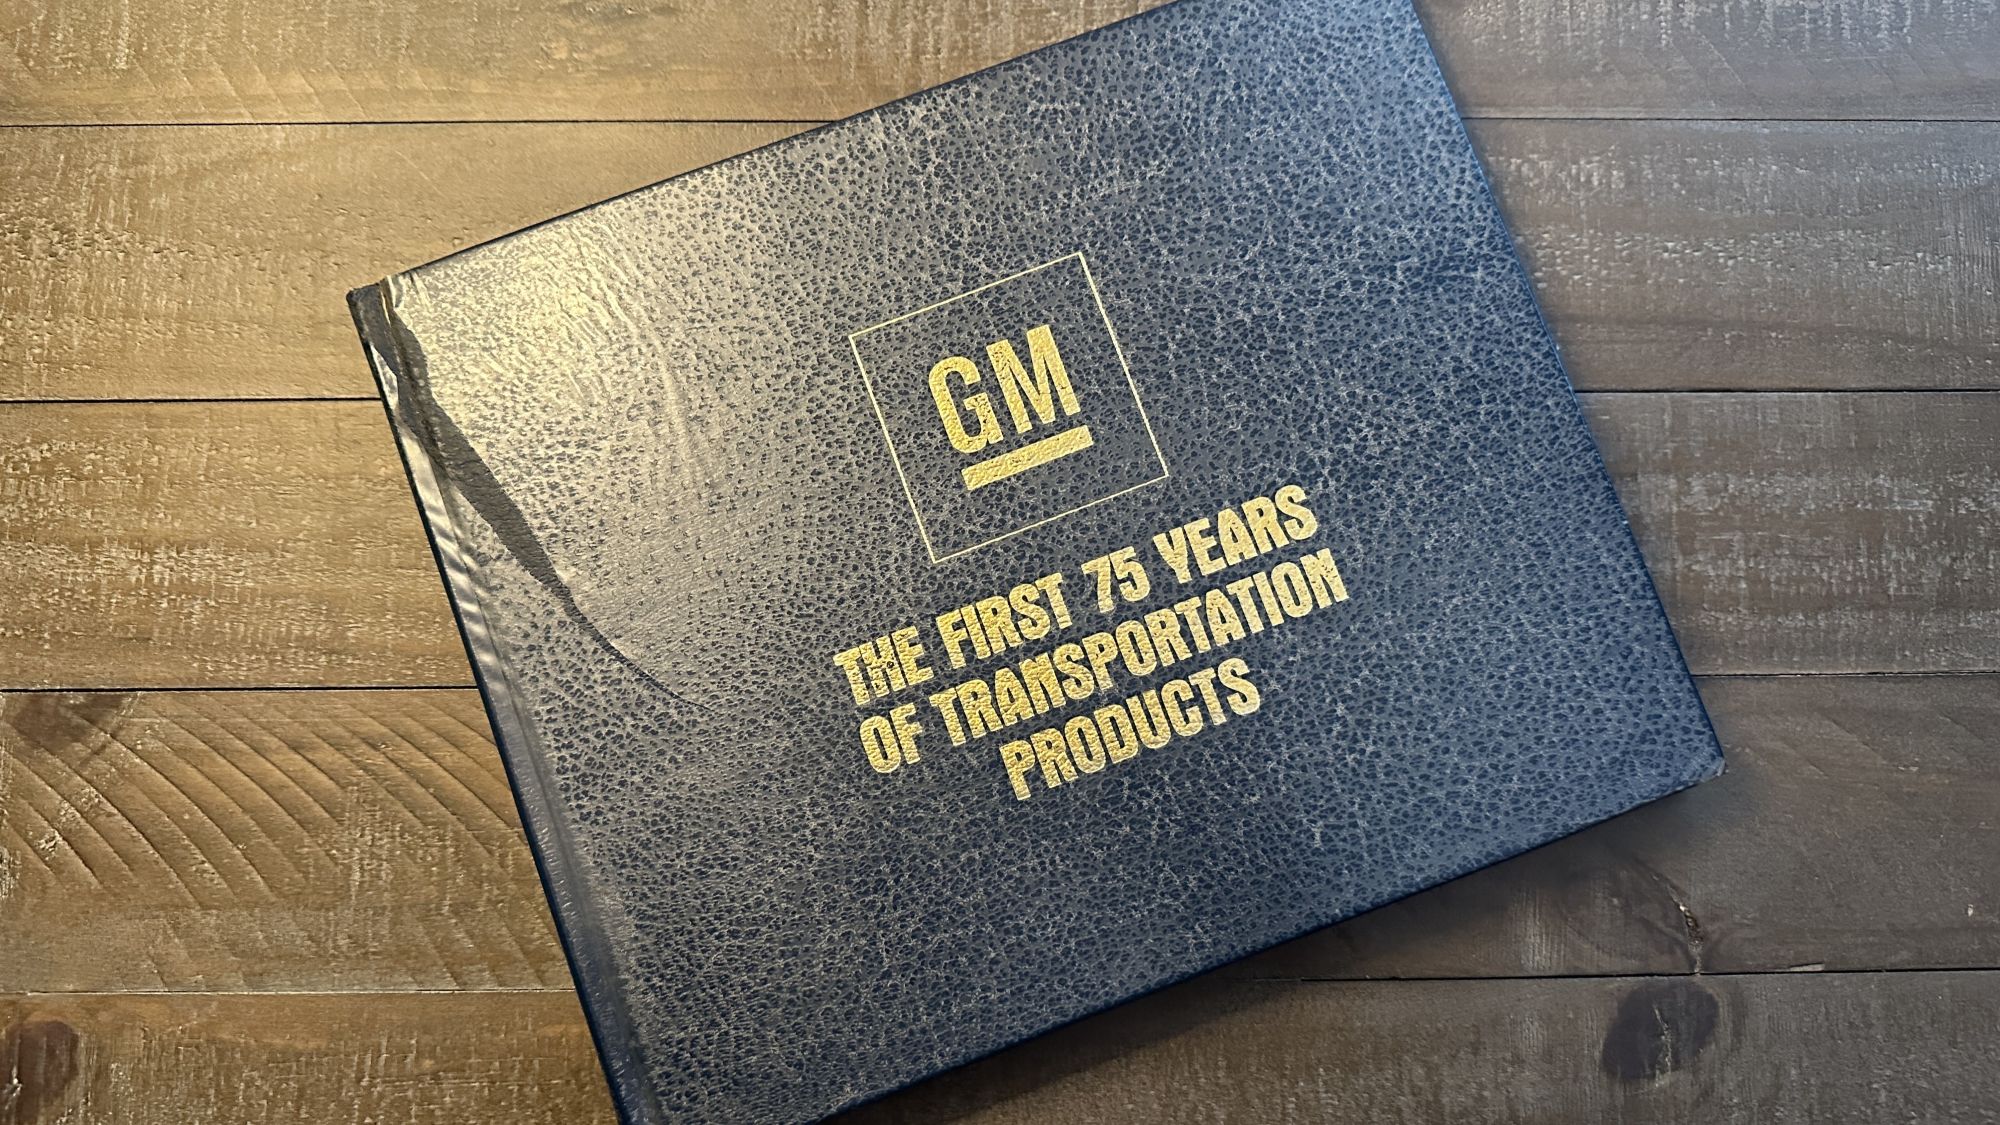 GM
THE FIRST 75 YEARS
OF TRANSPORTATION
PRODUCTS